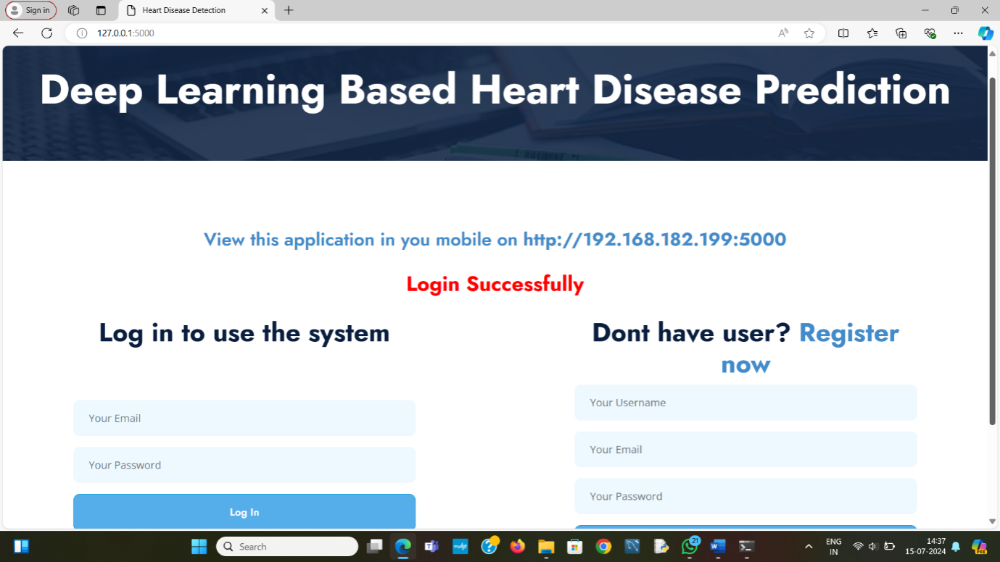 Sign in
Heart Disease Detection
127.0.0.1:5000
Deep Learning Based Heart Disease Prediction
View this application in you mobile on http://192.168.182.199:5000
Login Successfully
Log in to use the system
Dont have user? Register
now
Your Email
Your Password
Log In
Your Username
Your Email
Your Password
Search
21
ENG
IN
14:37
15-07-2024
PRE